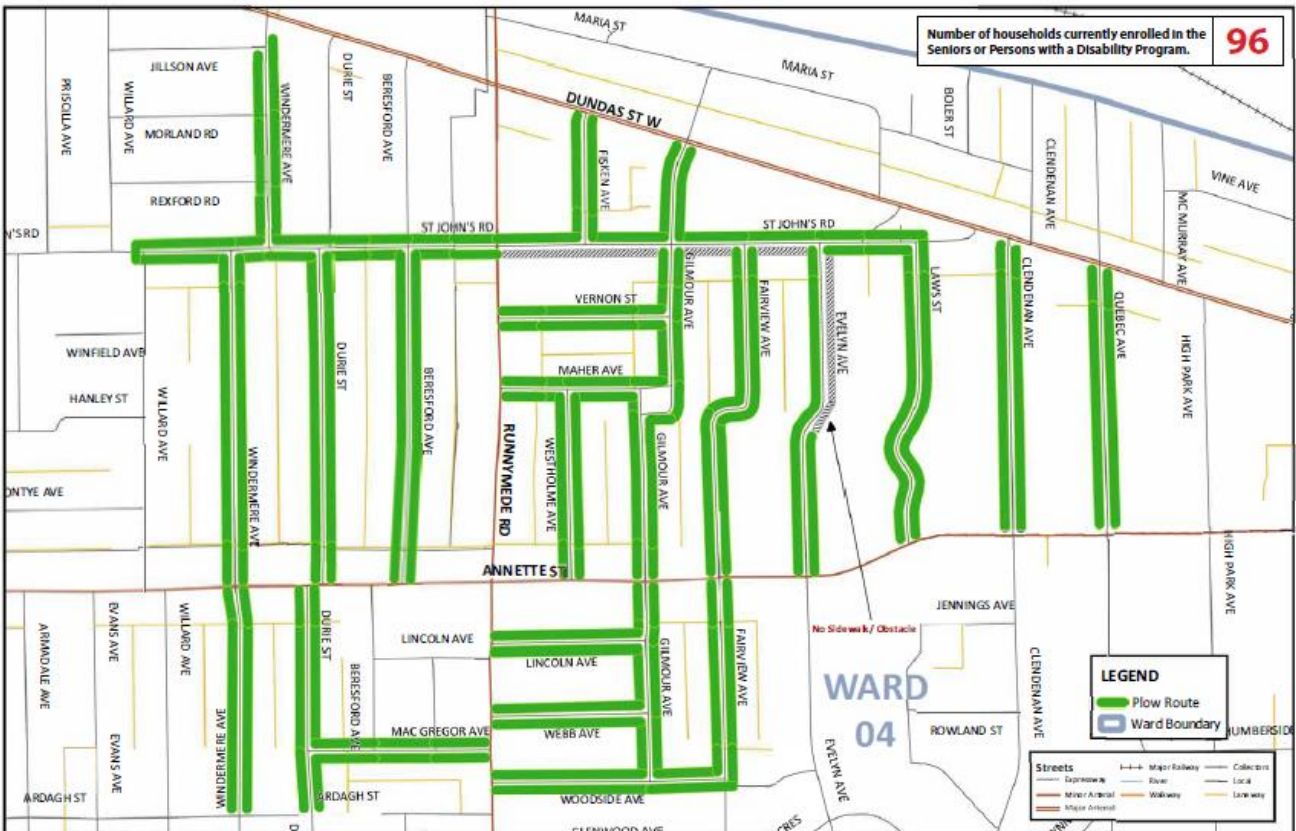 Number of households currently enrolled in the
Seniors or Persons with a Disability Program.
96
MARIA ST
MARIA ST
JILLSON AVE
DURIE ST
BERESFORD AVE
PRISCILLA AVE
WILLARD AVE
WINDERMERE AVE
DUNDAS ST W
BOLER ST
MORLAND RD
CLENDENAN AVE
FISKEN AVE
VINE AVE
REXFORD RD
MC MURRAY AVE
N'S RD
ST JOHN'S RD
ST JOHN'S RD
GILMOUR AVE
LAWS ST
CLENDENAN AVE
FAIRVIEW AVE
VERNON ST
EVELYN AVE
QUEBEC AVE
WINFIELD AVE
DURIE ST
HIGH PARK AVE
MAHER AVE
BERESFORD AVE
HANLEY ST
WILLARD AVE
RUNNYMEDE RD
WESTHOLME AVE
GILMOUR AVE
WINDERMERE AVE
ONTYE AVE
ANNETTE ST
HIGH PARK AVE
JENNINGS AVE
EVANS AVE
WILLARD AVE
DURIE ST
ARMADALE AVE
LINCOLN AVE
No Sidewalk/ Obstacle
FAIRVIEW AVE
LINCOLN AVE
GILMOUR AVE
BERESFORD AVE
CLENDENAN AVE
WARD
04
LEGEND
Plow Route
Ward Boundary
MAC GREGOR AVE
WEBB AVE
ROWLAND ST
HUMBERSID
WINDERMERE AVE
EVANS AVE
EVELYN AVE
Streets
Expressway
Minor Arterial
Major Arterial
Major Railway
River
Walkway
Collectors
Local
Laneway
ARDAGH ST
ARDAGH ST
WOODSIDE AVE
GLENWOOD AVE
CRES
D